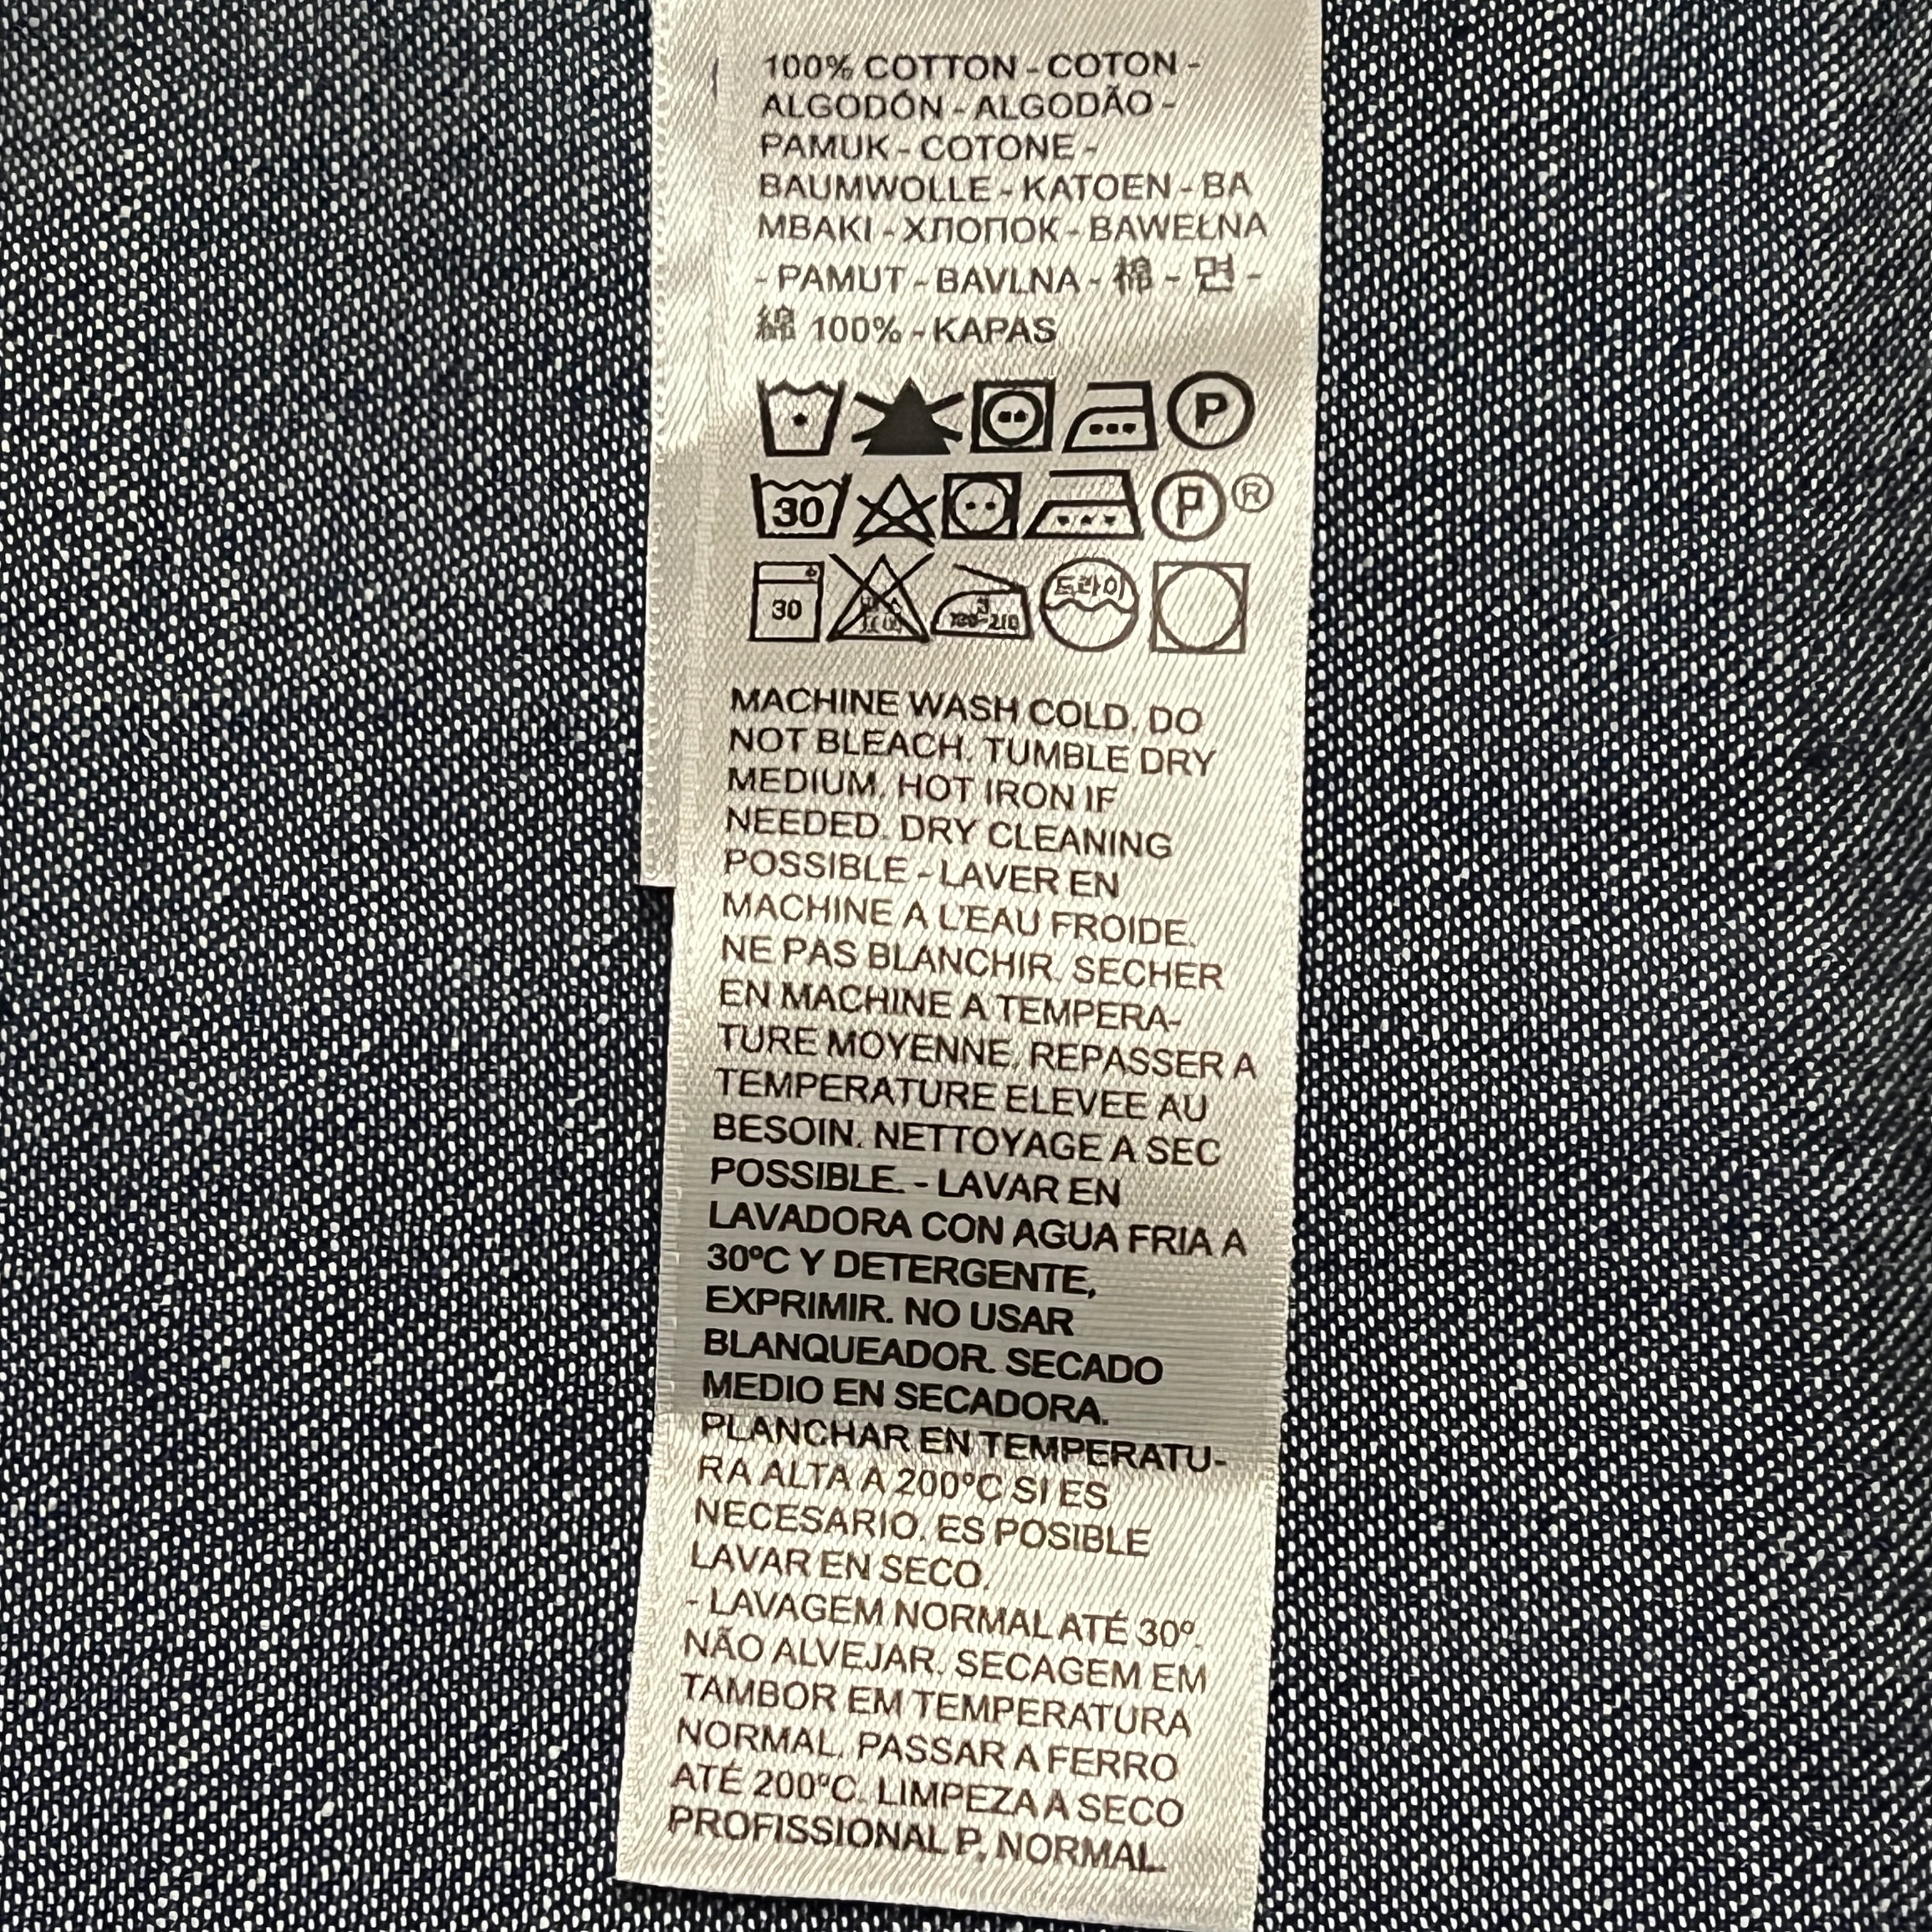 100% COTTON - COTON -
ALGODÓN - ALGODÃO -
PAMUK - COTONE -
BAUMWOLLE - KATOEN - BA
MBAKI - ХЛОПОК - BAWEŁNA
- PAMUT - BAVLNA - 棉 - 면 -
綿 100% - KAPAS
P
30 P ®
30 드라이
MACHINE WASH COLD. DO
NOT BLEACH. TUMBLE DRY
MEDIUM. HOT IRON IF
NEEDED. DRY CLEANING
POSSIBLE - LAVER EN
MACHINE A L'EAU FROIDE.
NE PAS BLANCHIR. SECHER
EN MACHINE A TEMPERA-
TURE MOYENNE. REPASSER A
TEMPERATURE ELEVEE AU
BESOIN. NETTOYAGE A SEC
POSSIBLE. - LAVAR EN
LAVADORA CON AGUA FRIA A
30ºC Y DETERGENTE,
EXPRIMIR. NO USAR
BLANQUEADOR. SECADO
MEDIO EN SECADORA.
PLANCHAR EN TEMPERATU-
RA ALTA A 200ºC SI ES
NECESARIO. ES POSIBLE
LAVAR EN SECO.
- LAVAGEM NORMAL ATÉ 30º.
NÃO ALVEJAR. SECAGEM EM
TAMBOR EM TEMPERATURA
NORMAL. PASSAR A FERRO
ATÉ 200ºC. LIMPEZA A SECO
PROFISSIONAL P, NORMAL.